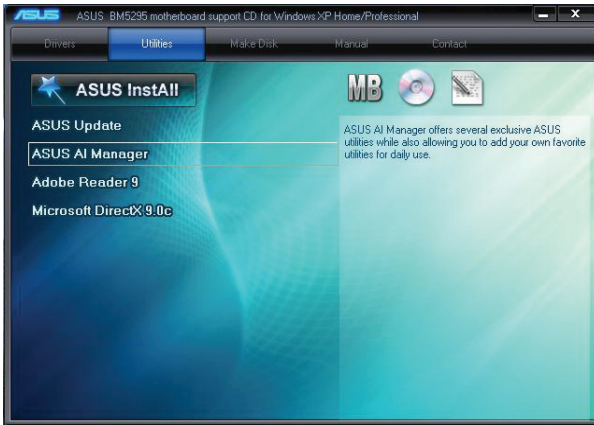 ASUS ASUS BM5295 motherboard support CD for Windows XP Home/Professional
Drivers Utilities Make Disk Manual Contact
ASUS InstAll
MB
ASUS Update
ASUS AI Manager
Adobe Reader 9
Microsoft DirectX 9.0c
ASUS AI Manager offers several exclusive ASUS
utilities while also allowing you to add your own favorite
utilities for daily use.